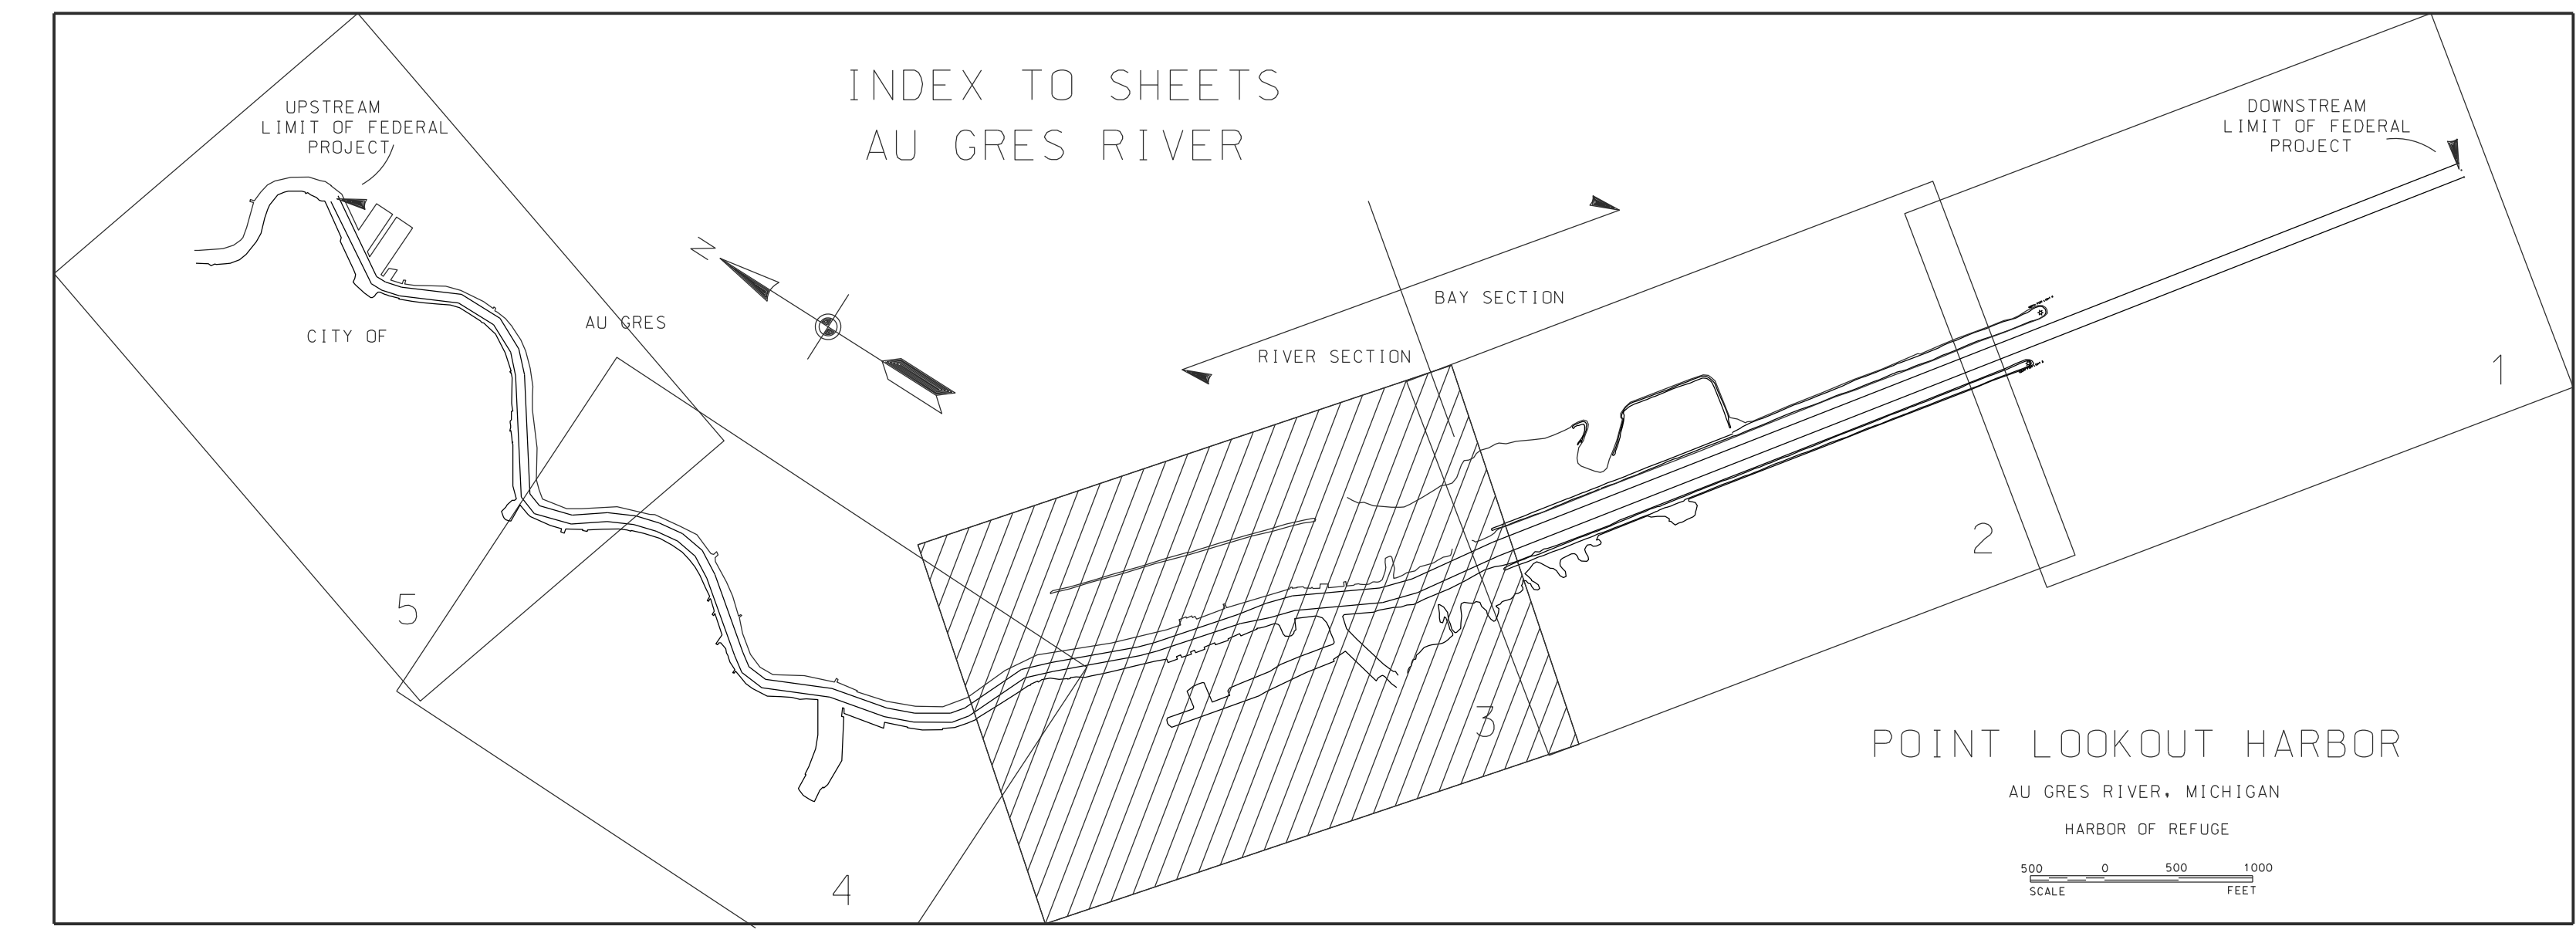 INDEX TO SHEETS
AU GRES RIVER
UPSTREAM
LIMIT OF FEDERAL
PROJECT
DOWNSTREAM
LIMIT OF FEDERAL
PROJECT
N
BAY SECTION
RIVER SECTION
CITY OF
AU GRES
1
2
3
4
5
POINT LOOKOUT HARBOR
AU GRES RIVER, MICHIGAN
HARBOR OF REFUGE
500 0 500 1000
SCALE FEET